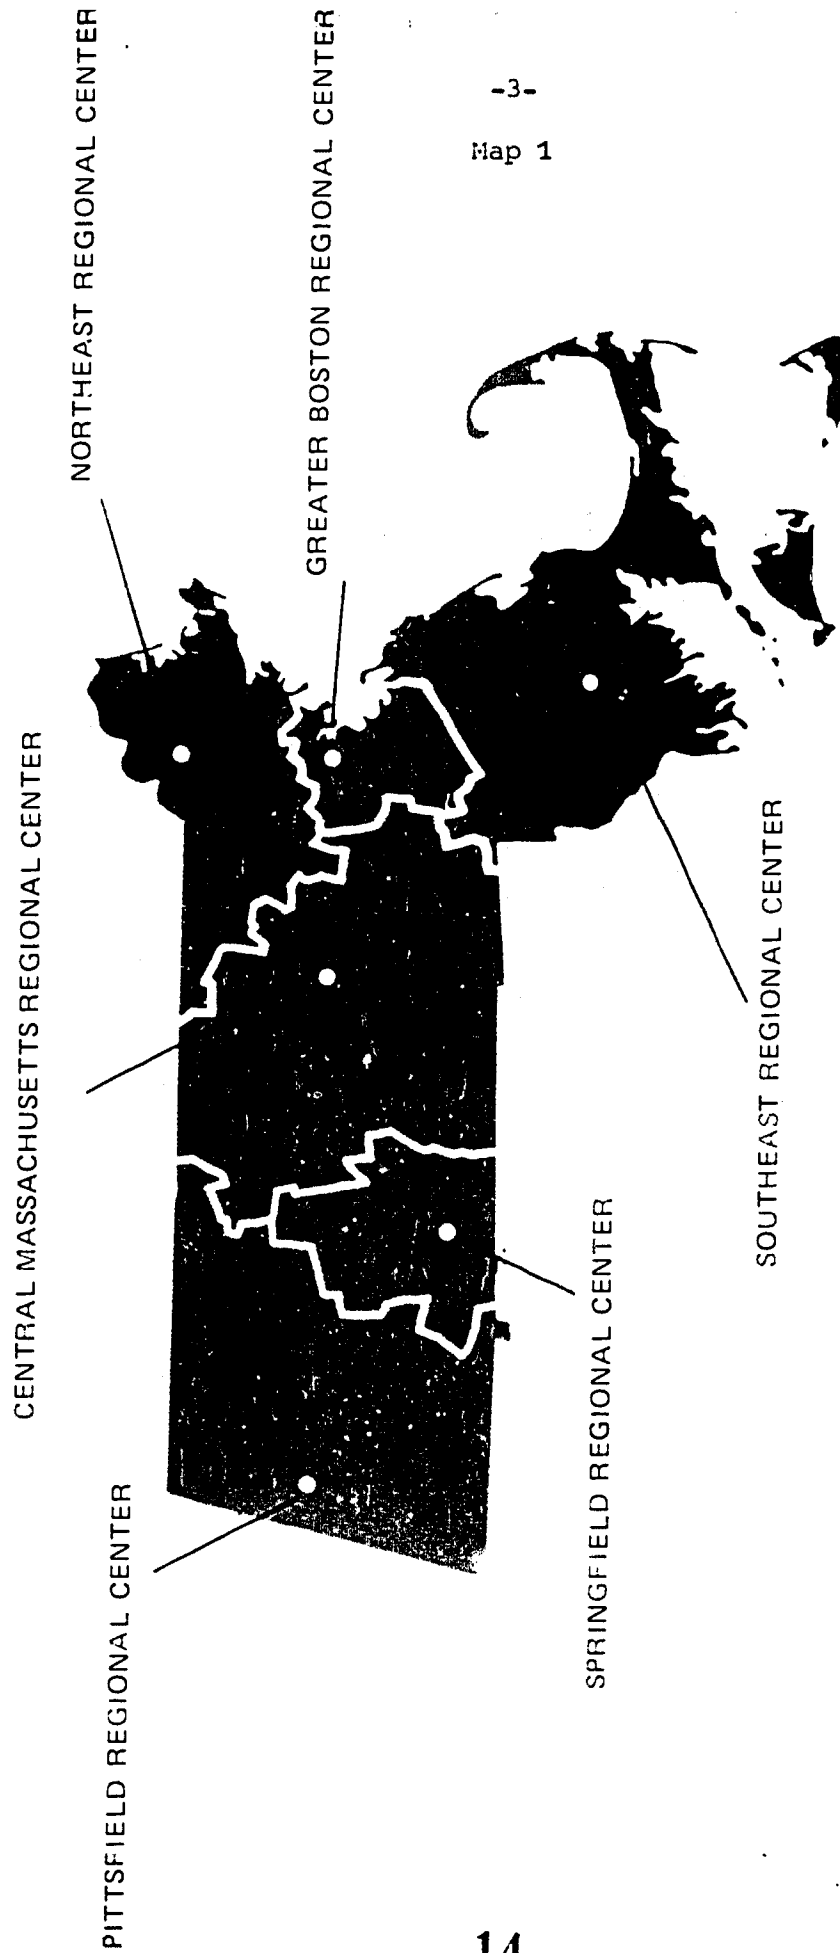 -3-
Map 1
NORTHEAST REGIONAL CENTER
GREATER BOSTON REGIONAL CENTER
CENTRAL MASSACHUSETTS REGIONAL CENTER
SOUTHEAST REGIONAL CENTER
SPRINGFIELD REGIONAL CENTER
PITTSFIELD REGIONAL CENTER
14